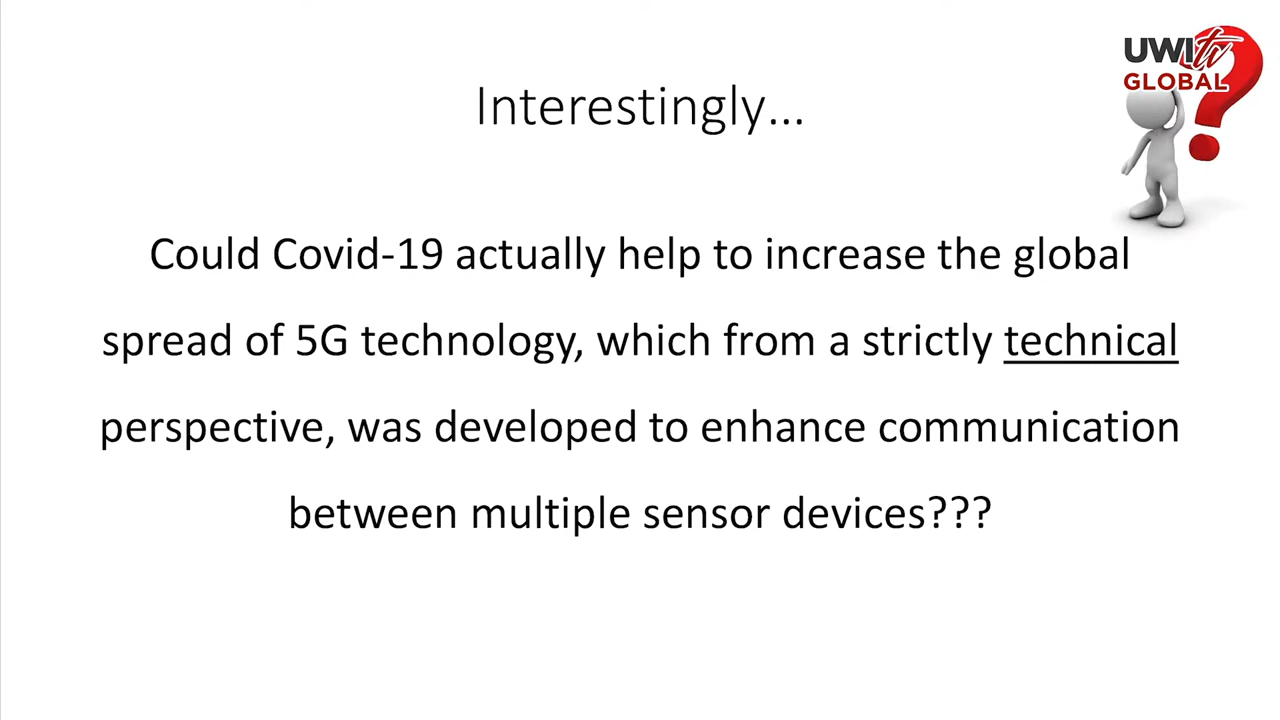 UWItv
GLOBAL
Interestingly...
Could Covid-19 actually help to increase the global
spread of 5G technology, which from a strictly technical
perspective, was developed to enhance communication
between multiple sensor devices???